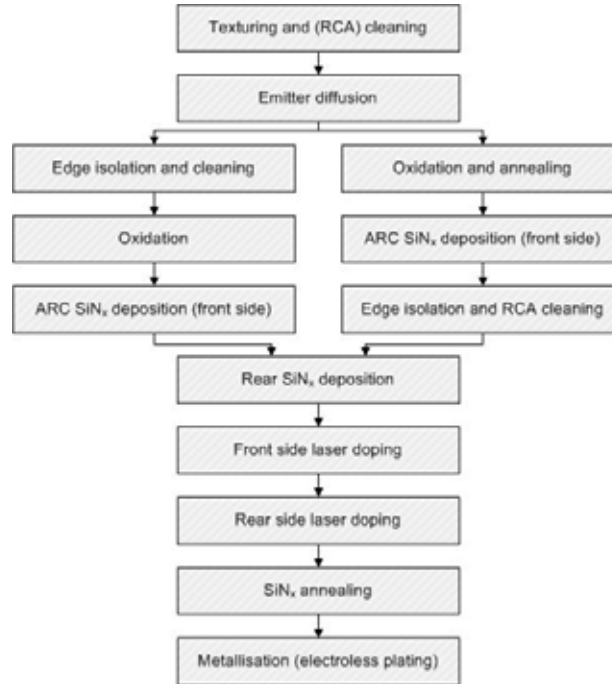 Texturing and (RCA) cleaning
Emitter diffusion
Edge isolation and cleaning
Oxidation
ARC SiNₓ deposition (front side)
Oxidation and annealing
ARC SiNₓ deposition (front side)
Edge isolation and RCA cleaning
Rear SiNₓ deposition
Front side laser doping
Rear side laser doping
SiNₓ annealing
Metallisation (electroless plating)